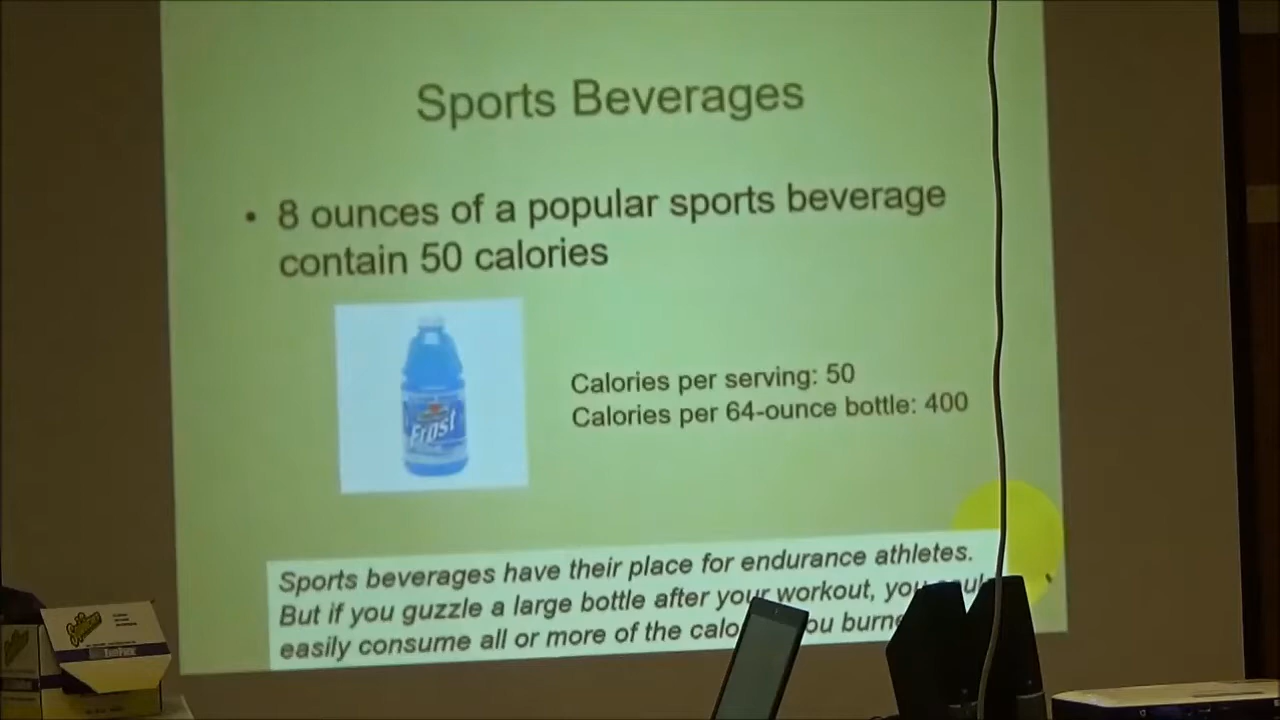 Sports Beverages
• 8 ounces of a popular sports beverage
contain 50 calories
Frost
Calories per serving: 50
Calories per 64-ounce bottle: 400
Sports beverages have their place for endurance athletes.
But if you guzzle a large bottle after your workout, you
easily consume all or more of the